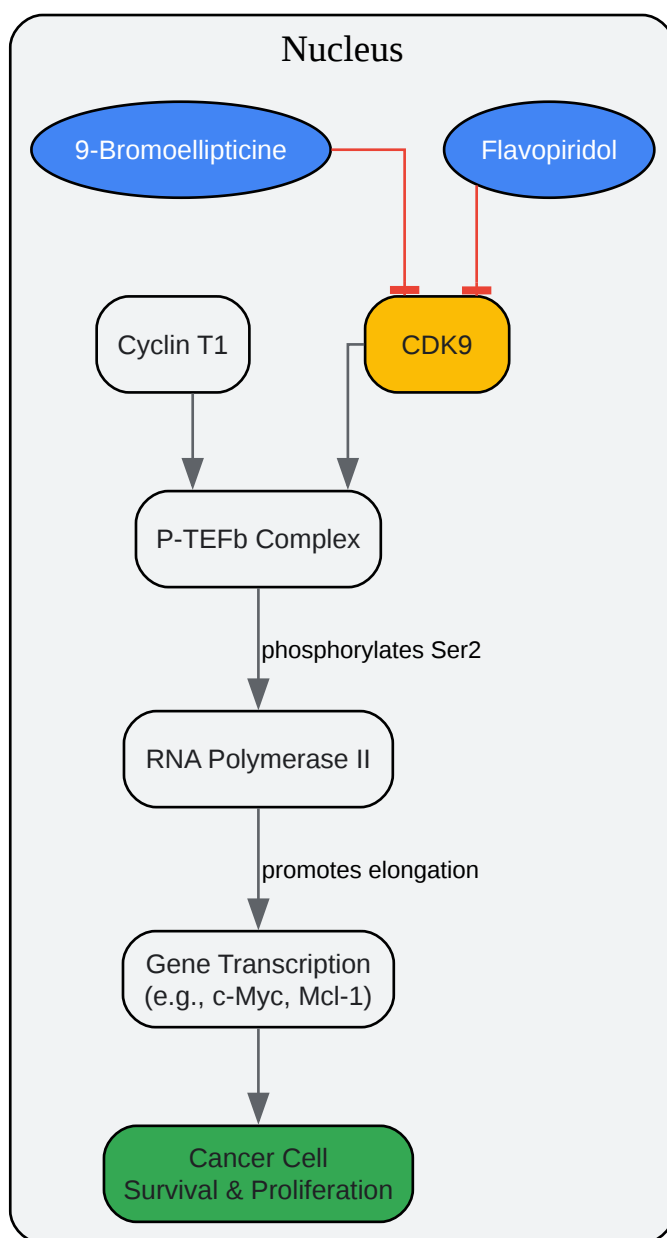 Nucleus
9-Bromoellipticine
Flavopiridol
Cyclin T1
CDK9
P-TEFb Complex
phosphorylates Ser2
RNA Polymerase II
promotes elongation
Gene Transcription
(e.g., c-Myc, Mcl-1)
Cancer Cell
Survival & Proliferation